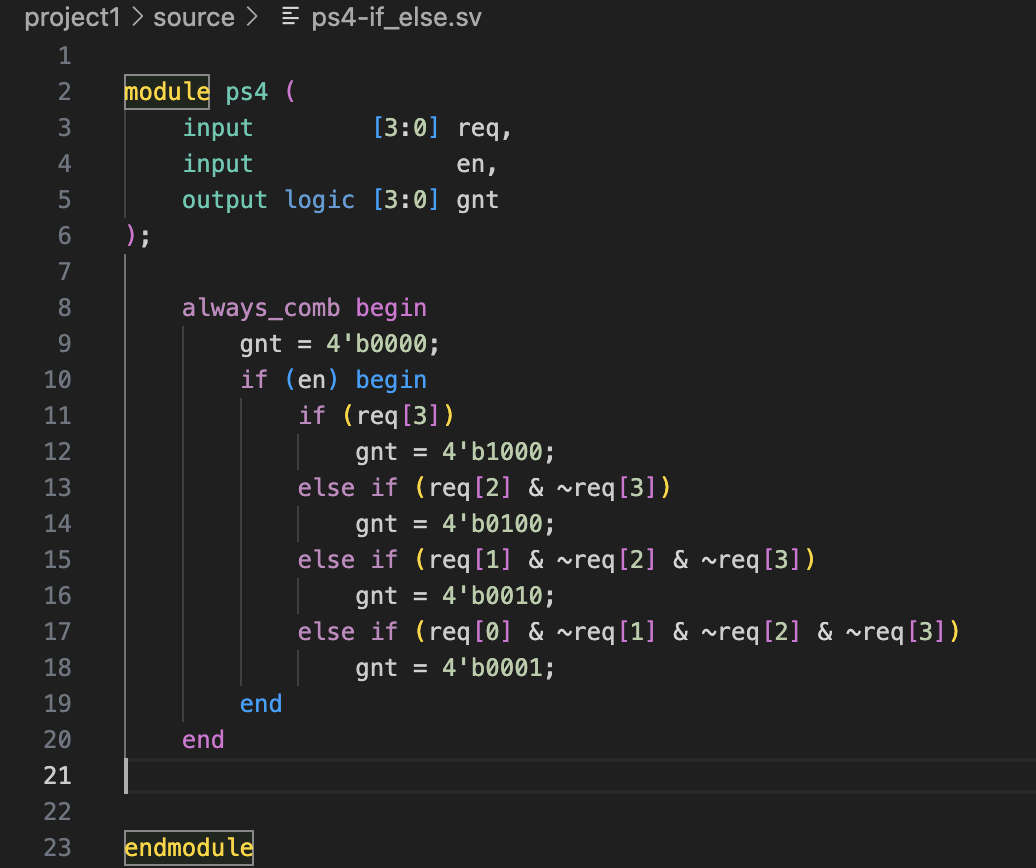 project1 > source > ps4-if_else.sv
1
2 module ps4 (
3     input        [3:0] req,
4     input              en,
5     output logic [3:0] gnt
6 );
7
8     always_comb begin
9         gnt = 4'b0000;
10         if (en) begin
11             if (req[3])
12                 gnt = 4'b1000;
13             else if (req[2] & ~req[3])
14                 gnt = 4'b0100;
15             else if (req[1] & ~req[2] & ~req[3])
16                 gnt = 4'b0010;
17             else if (req[0] & ~req[1] & ~req[2] & ~req[3])
18                 gnt = 4'b0001;
19         end
20     end
21
22
23 endmodule